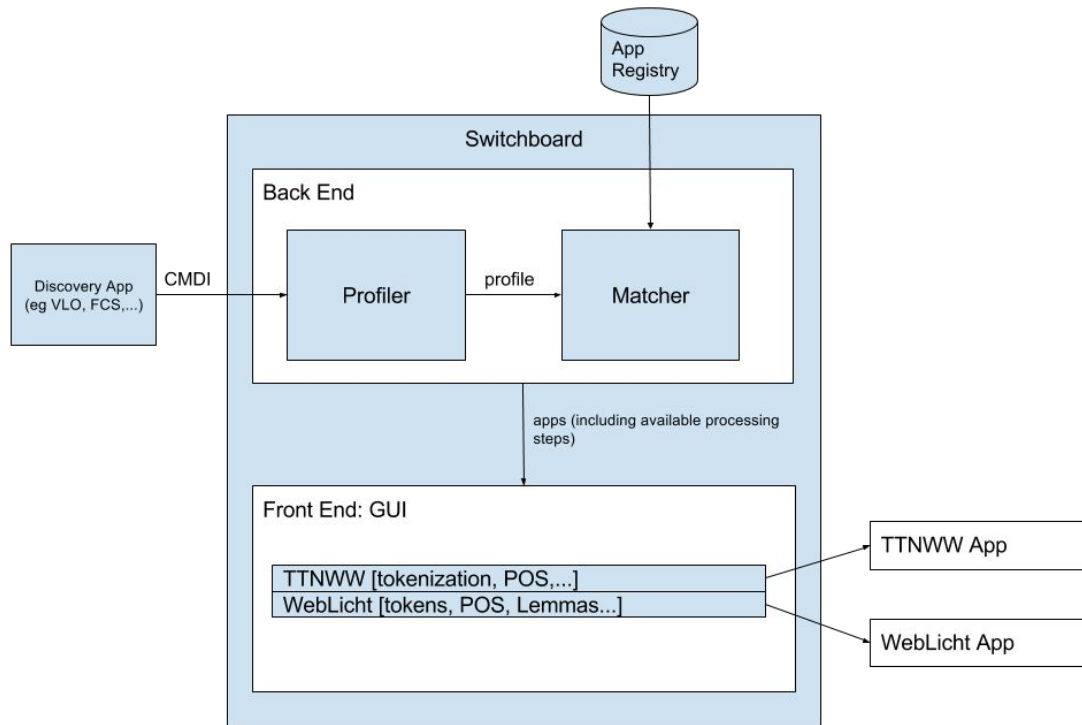 App
Registry
Switchboard
Back End
Discovery App
(eg VLO, FCS,...)
CMDI
Profiler
profile
Matcher
apps (including available processing
steps)
Front End: GUI
TTNWW [tokenization, POS,...]
WebLicht [tokens, POS, Lemmas...]
TTNWW App
WebLicht App